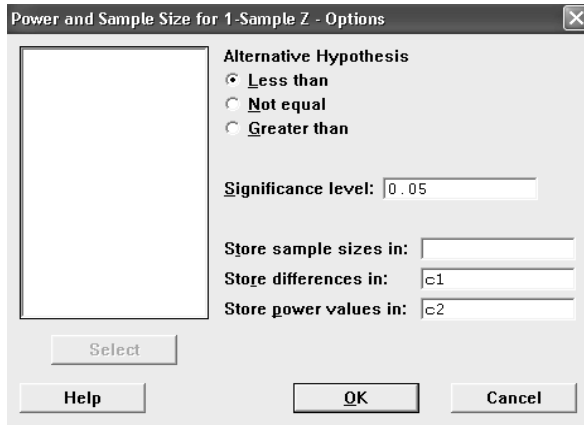 Power and Sample Size for 1-Sample Z - Options
Alternative Hypothesis
Less than
Not equal
Greater than
Significance level: 0.05
Store sample sizes in:
Store differences in: c1
Store power values in: c2
Select
Help
OK
Cancel